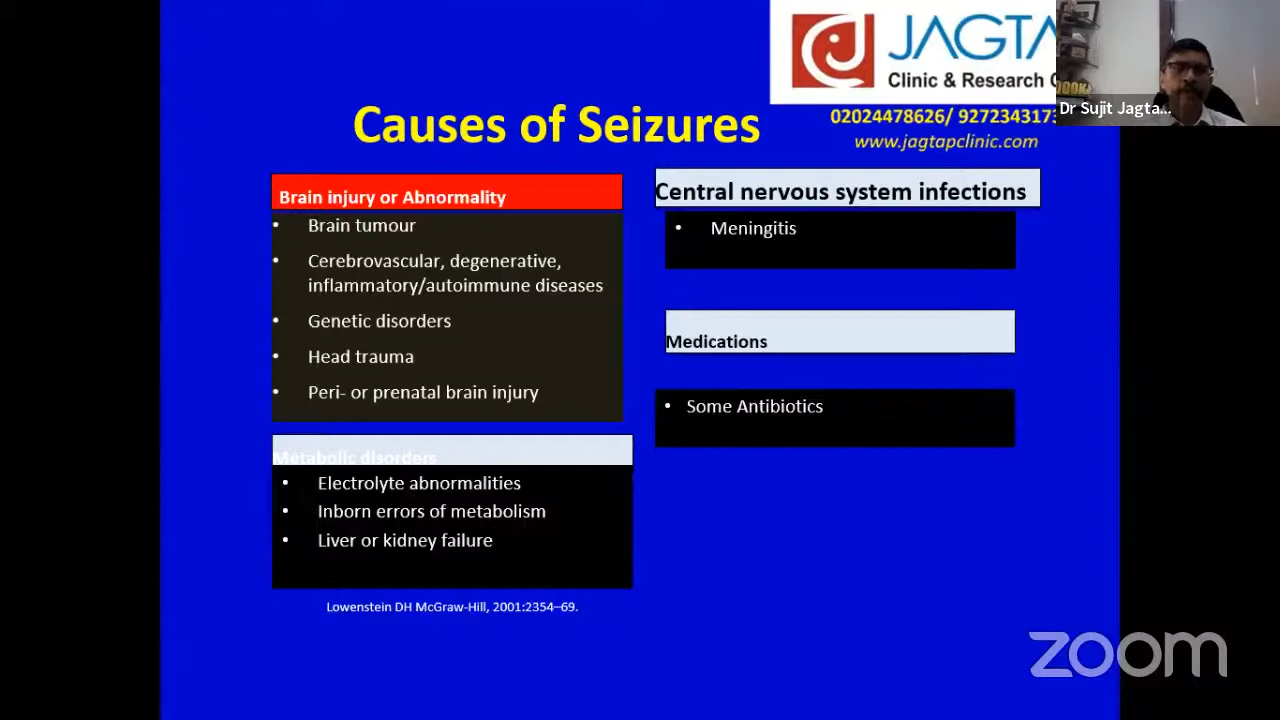 JAGTA
Clinic & Research
02024478626/ 927234317
www.jagtapclinic.com
Dr Sujit Jagta...
Causes of Seizures
Brain injury or Abnormality
• Brain tumour
• Cerebrovascular, degenerative,
inflammatory/autoimmune diseases
• Genetic disorders
• Head trauma
• Peri- or prenatal brain injury
Metabolic disorders
• Electrolyte abnormalities
• Inborn errors of metabolism
• Liver or kidney failure
Lowenstein DH McGraw-Hill, 2001:2354–69.
Central nervous system infections
• Meningitis
Medications
• Some Antibiotics
zoom